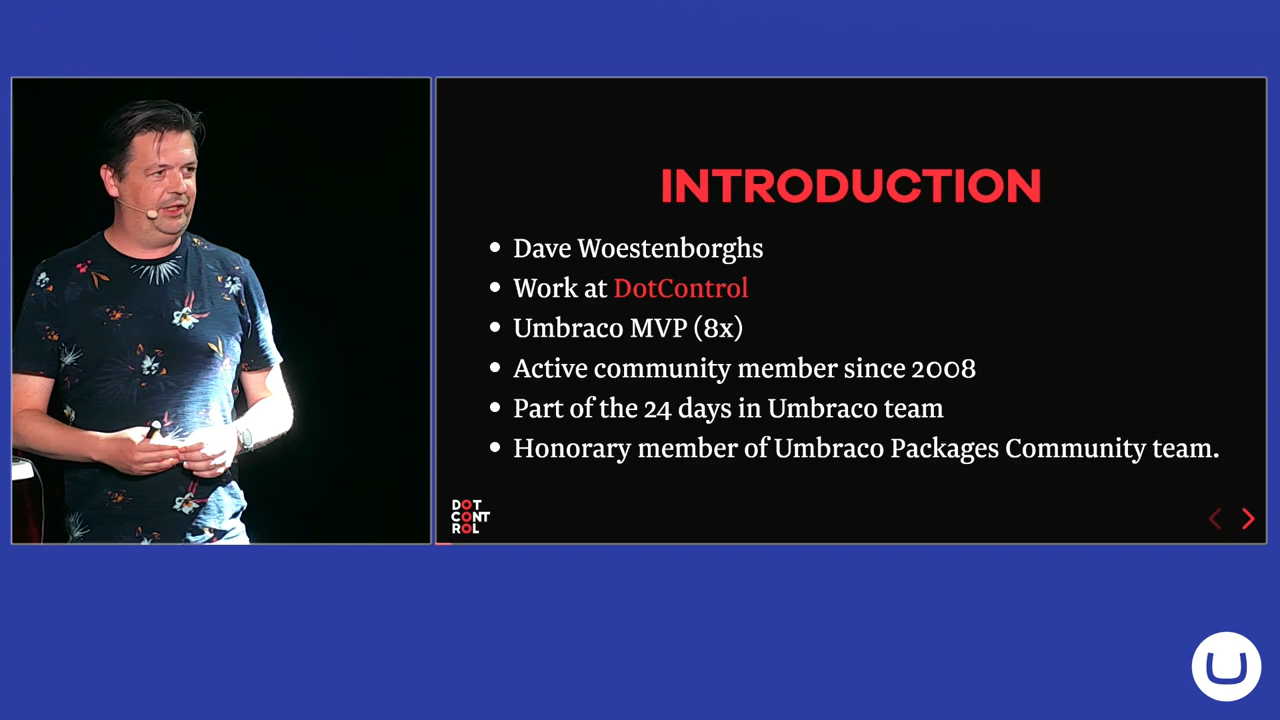 INTRODUCTION
Dave Woestenborghs
Work at DotControl
Umbraco MVP (8x)
Active community member since 2008
Part of the 24 days in Umbraco team
Honorary member of Umbraco Packages Community team.
DOT
CONT
ROL